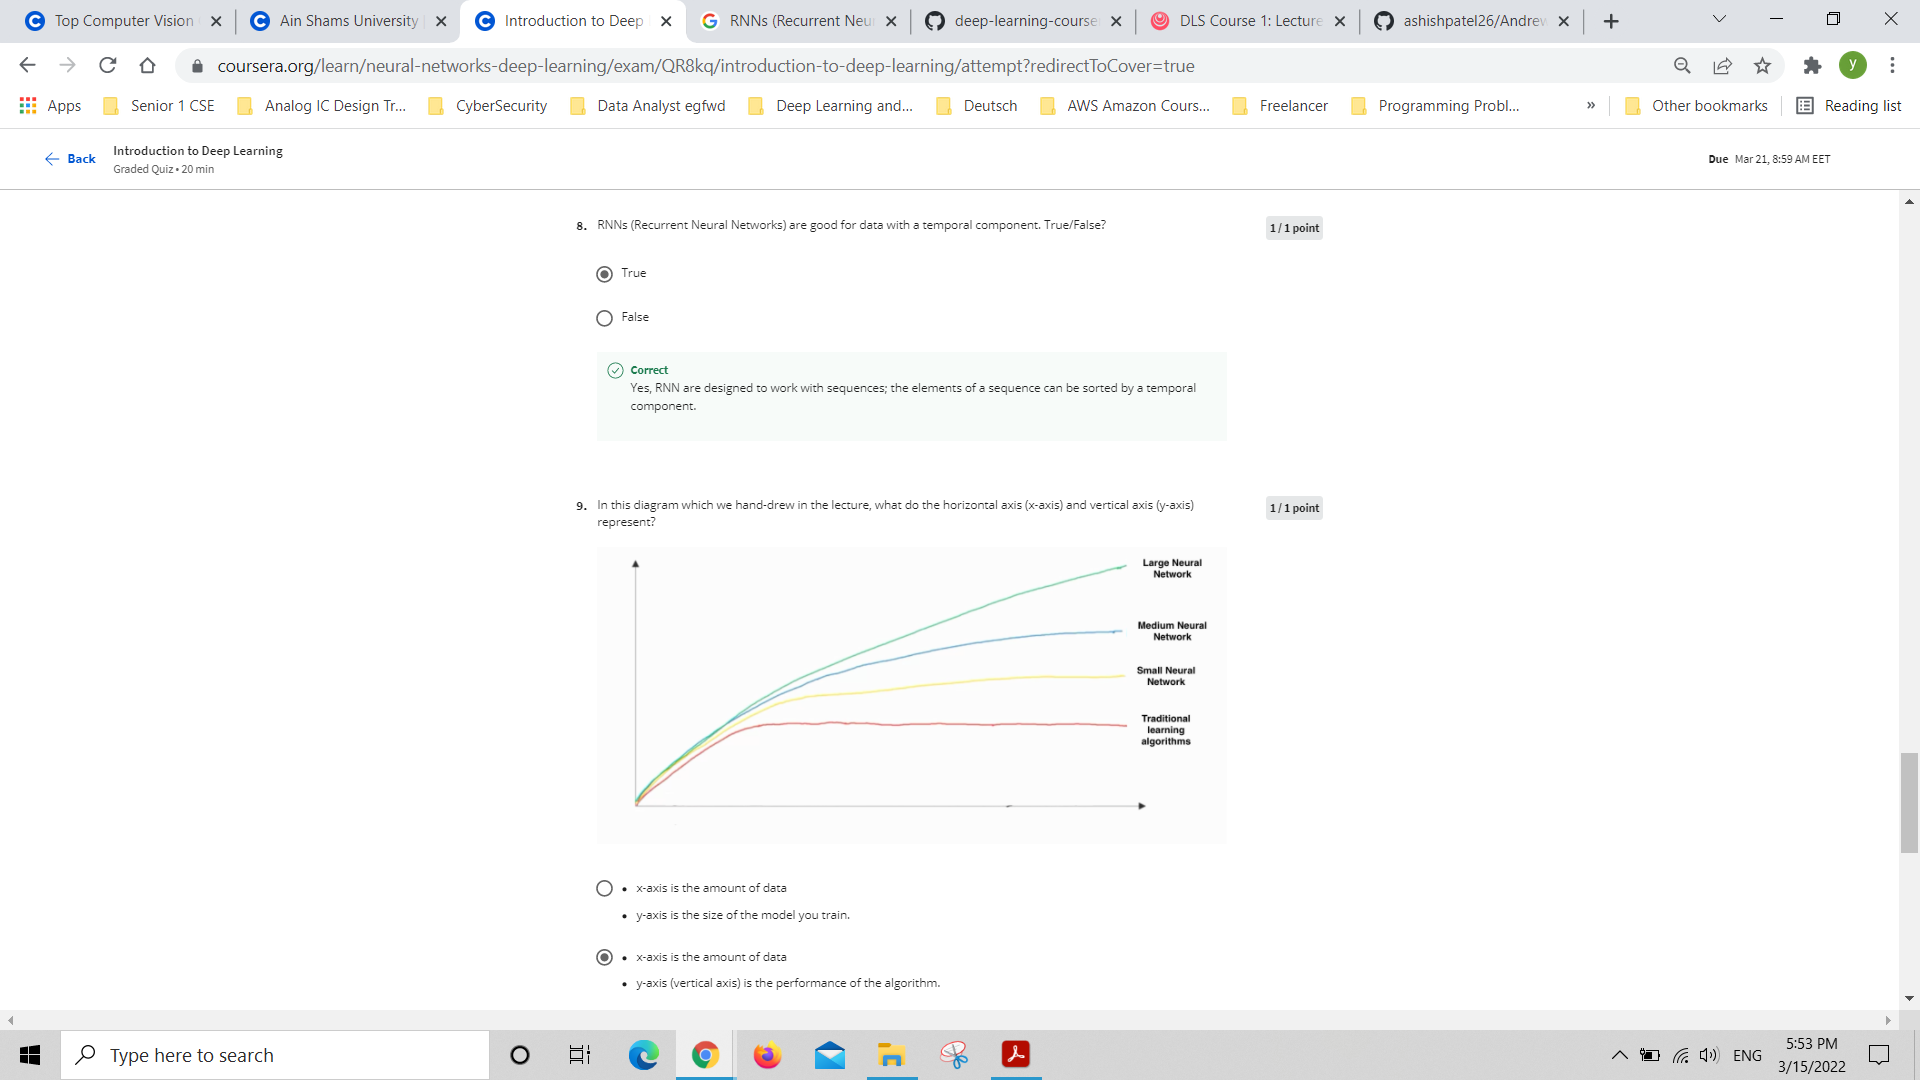 Top Computer Vision
Ain Shams University
Introduction to Deep
RNNs (Recurrent Neur
deep-learning-course
DLS Course 1: Lecture
ashishpatel26/Andrew
coursera.org/learn/neural-networks-deep-learning/exam/QR8kq/introduction-to-deep-learning/attempt?redirectToCover=true
y
Apps
Senior 1 CSE
Analog IC Design Tr...
CyberSecurity
Data Analyst egfwd
Deep Learning and...
Deutsch
AWS Amazon Cours...
Freelancer
Programming Probl...
»
Other bookmarks
Reading list
Back
Introduction to Deep Learning
Graded Quiz • 20 min
Due Mar 21, 8:59 AM EET
8. RNNs (Recurrent Neural Networks) are good for data with a temporal component. True/False?
1 / 1 point
True
False
Correct
Yes, RNN are designed to work with sequences; the elements of a sequence can be sorted by a temporal
component.
9. In this diagram which we hand-drew in the lecture, what do the horizontal axis (x-axis) and vertical axis (y-axis)
represent?
1 / 1 point
Large Neural
Network
Medium Neural
Network
Small Neural
Network
Traditional
learning
algorithms
• x-axis is the amount of data
• y-axis is the size of the model you train.
• x-axis is the amount of data
• y-axis (vertical axis) is the performance of the algorithm.
Type here to search
ENG
5:53 PM
3/15/2022